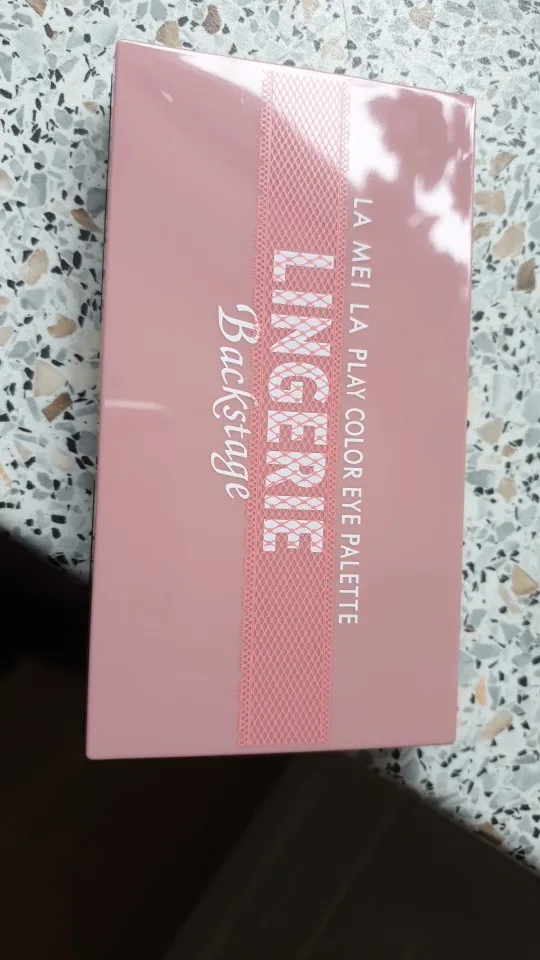 LA MEI LA PLAY COLOR EYE PALETTE
LINGERIE
Backstage